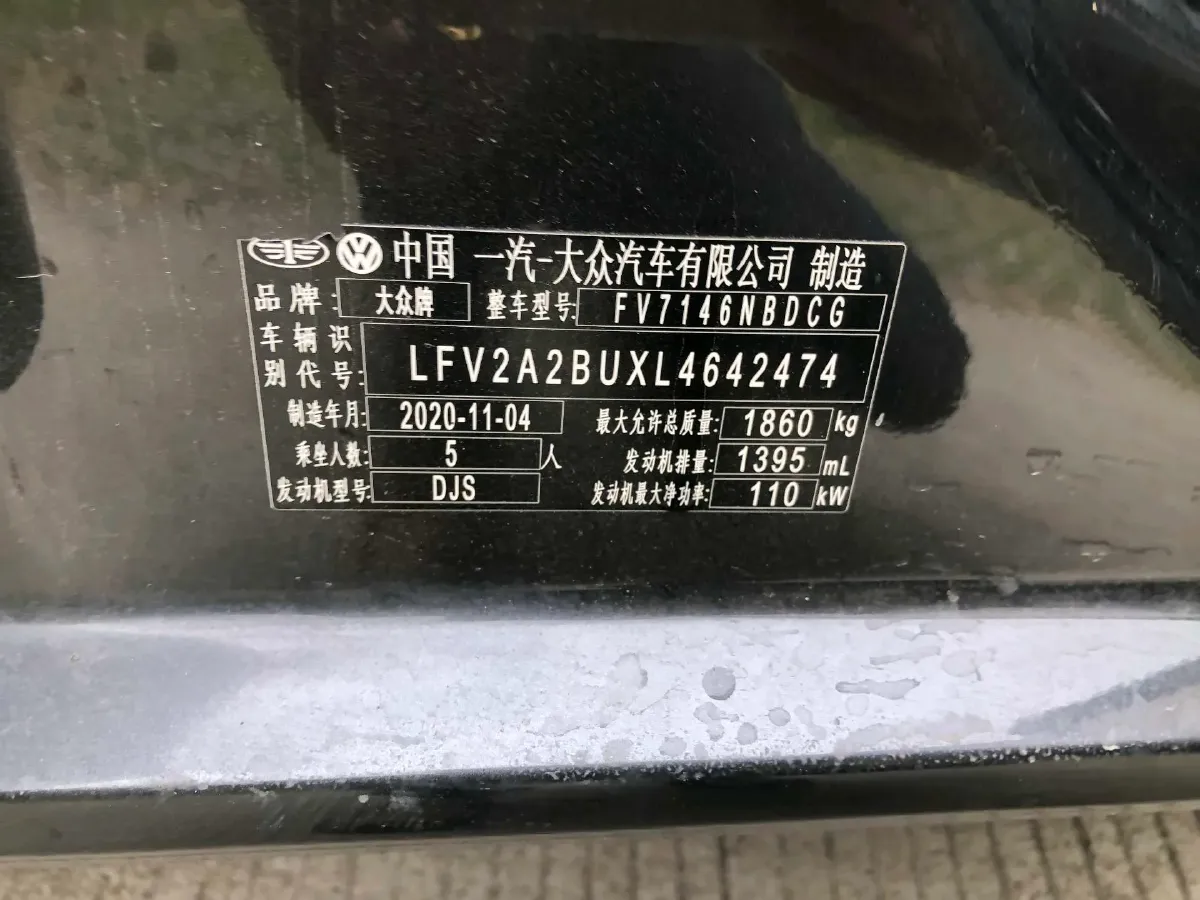 中国 一汽-大众汽车有限公司 制造
品牌: 大众牌 整车型号: FV7146NBDCG
车辆识
别代号: LFV2A2BUXL4642474
制造年月: 2020-11-04 最大允许总质量: 1860 kg
乘坐人数: 5 人 发动机排量: 1395 mL
发动机型号: DJS 发动机最大净功率: 110 kW